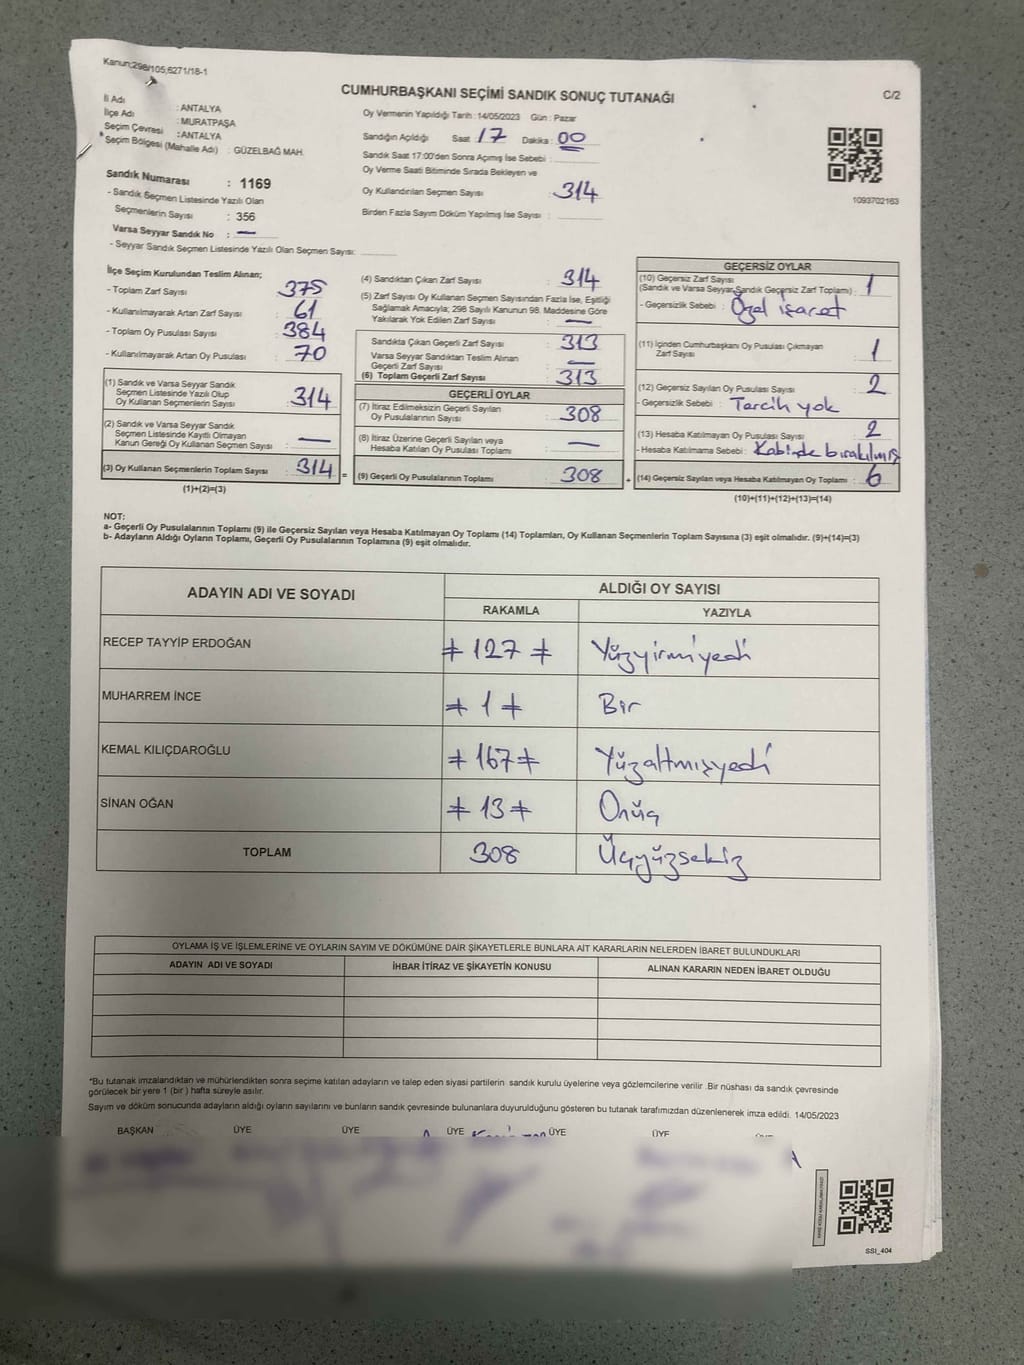 Kanun;298/105;6271/18-1
CUMHURBAŞKANI SEÇİMİ SANDIK SONUÇ TUTANAĞI
C/2
İl Adı : ANTALYA
İlçe Adı : MURATPAŞA
Seçim Çevresi : ANTALYA
Seçim Bölgesi (Mahalle Adı) : GÜZELBAĞ MAH.
Sandık Numarası : 1169
- Sandık Seçmen Listesinde Yazılı Olan
Seçmenlerin Sayısı : 356
Varsa Seyyar Sandık No : —
- Seyyar Sandık Seçmen Listesinde Yazılı Olan Seçmen Sayısı:
Oy Vermenin Yapıldığı Tarih : 14/05/2023 Gün : Pazar
Sandığın Açıldığı Saat : 17 Dakika : 00
Sandık Saat 17:00'den Sonra Açımış İse Sebebi :
Oy Verme Saati Bitiminde Sırada Bekleyen ve
Oy Kullandırılan Seçmen Sayısı : 314
Birden Fazla Sayım Döküm Yapılmış İse Sayısı :
1093702163
İlçe Seçim Kurulundan Teslim Alınan;
- Toplam Zarf Sayısı : 375
- Kullanılmayarak Artan Zarf Sayısı : 61
- Toplam Oy Pusulası Sayısı : 384
- Kullanılmayarak Artan Oy Pusulası : 70
(1) Sandık ve Varsa Seyyar Sandık
Seçmen Listesinde Yazılı Olup
Oy Kullanan Seçmenlerin Sayısı : 314
(2) Sandık ve Varsa Seyyar Sandık
Seçmen Listesinde Kayıtlı Olmayan
Kanun Gereği Oy Kullanan Seçmen Sayısı : —
(3) Oy Kullanan Seçmenlerin Toplam Sayısı : 314 =
(1)+(2)=(3)
(4) Sandıktan Çıkan Zarf Sayısı : 314
(5) Zarf Sayısı Oy Kullanan Seçmen Sayısından Fazla İse, Eşitliği
Sağlamak Amacıyla; 298 Sayılı Kanunun 98. Maddesine Göre
Yakılarak Yok Edilen Zarf Sayısı : —
Sandıkta Çıkan Geçerli Zarf Sayısı : 313
Varsa Seyyar Sandıktan Teslim Alınan
Geçerli Zarf Sayısı : —
(6) Toplam Geçerli Zarf Sayısı : 313
GEÇERLİ OYLAR
(7) İtiraz Edilmeksizin Geçerli Sayılan
Oy Pusulalarının Sayısı : 308
(8) İtiraz Üzerine Geçerli Sayılan veya
Hesaba Katılan Oy Pusulası Toplamı : —
(9) Geçerli Oy Pusulalarının Toplamı : 308 +
GEÇERSİZ OYLAR
(10) Geçersiz Zarf Sayısı
(Sandık ve Varsa Seyyar Sandık Geçersiz Zarf Toplamı) : 1
- Geçersizlik Sebebi : Özel işaret
(11) İçinden Cumhurbaşkanı Oy Pusulası Çıkmayan
Zarf Sayısı : 1
(12) Geçersiz Sayılan Oy Pusulası Sayısı : 2
- Geçersizlik Sebebi : Tercih yok
(13) Hesaba Katılmayan Oy Pusulası Sayısı : 2
- Hesaba Katılmama Sebebi : Kabinde bırakılmış
(14) Geçersiz Sayılan veya Hesaba Katılmayan Oy Toplamı : 6
(10)+(11)+(12)+(13)=(14)
NOT:
a- Geçerli Oy Pusulalarının Toplamı (9) ile Geçersiz Sayılan veya Hesaba Katılmayan Oy Toplamı (14) Toplamları, Oy Kullanan Seçmenlerin Toplam Sayısına (3) eşit olmalıdır. (9)+(14)=(3)
b- Adayların Aldığı Oyların Toplamı, Geçerli Oy Pusulalarının Toplamına (9) eşit olmalıdır.
ADAYIN ADI VE SOYADI
ALDIĞI OY SAYISI
RAKAMLA YAZIYLA
RECEP TAYYİP ERDOĞAN ≠ 127 ≠ Yüzyirmiyedi
MUHARREM İNCE ≠ 1 ≠ Bir
KEMAL KILIÇDAROĞLU ≠ 167 ≠ Yüzaltmışyedi
SİNAN OĞAN ≠ 13 ≠ Onüç
TOPLAM 308 Üçyüzsekiz
OYLAMA İŞ VE İŞLEMLERİNE VE OYLARIN SAYIM VE DÖKÜMÜNE DAİR ŞİKAYETLERLE BUNLARA AİT KARARLARIN NELERDEN İBARET BULUNDUKLARI
ADAYIN ADI VE SOYADI İHBAR İTİRAZ VE ŞİKAYETİN KONUSU ALINAN KARARIN NEDEN İBARET OLDUĞU
*Bu tutanak imzalandıktan ve mühürlendikten sonra seçime katılan adayların ve talep eden siyasi partilerin sandık kurulu üyelerine veya gözlemcilerine verilir .Bir nüshası da sandık çevresinde
görülecek bir yere 1 (bir ) hafta süreyle asılır.
Sayım ve döküm sonucunda adayların aldığı oyların sayılarını ve bunların sandık çevresinde bulunanlara duyurulduğunu gösteren bu tutanak tarafımızdan düzenlenerek imza edildi. 14/05/2023
BAŞKAN ÜYE ÜYE ÜYE ÜYE ÜYE
SSI_404